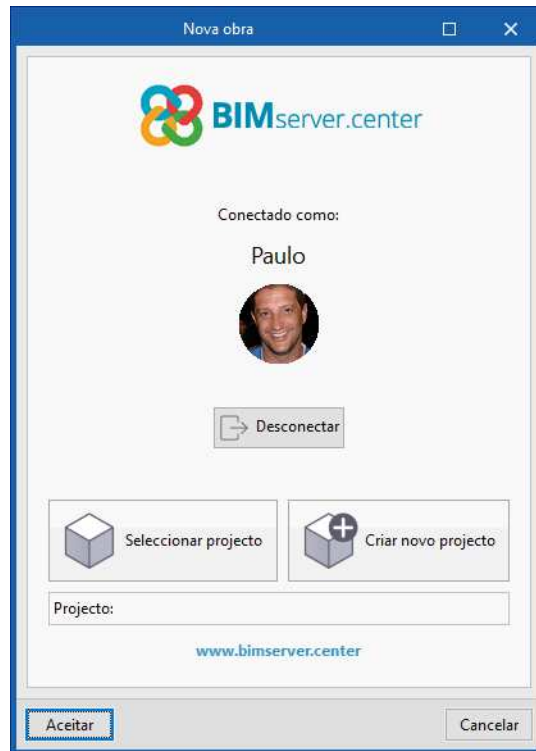 Nova obra
BIMserver.center
Conectado como:
Paulo
Desconectar
Seleccionar projecto
Criar novo projecto
Projecto:
www.bimserver.center
Aceitar
Cancelar